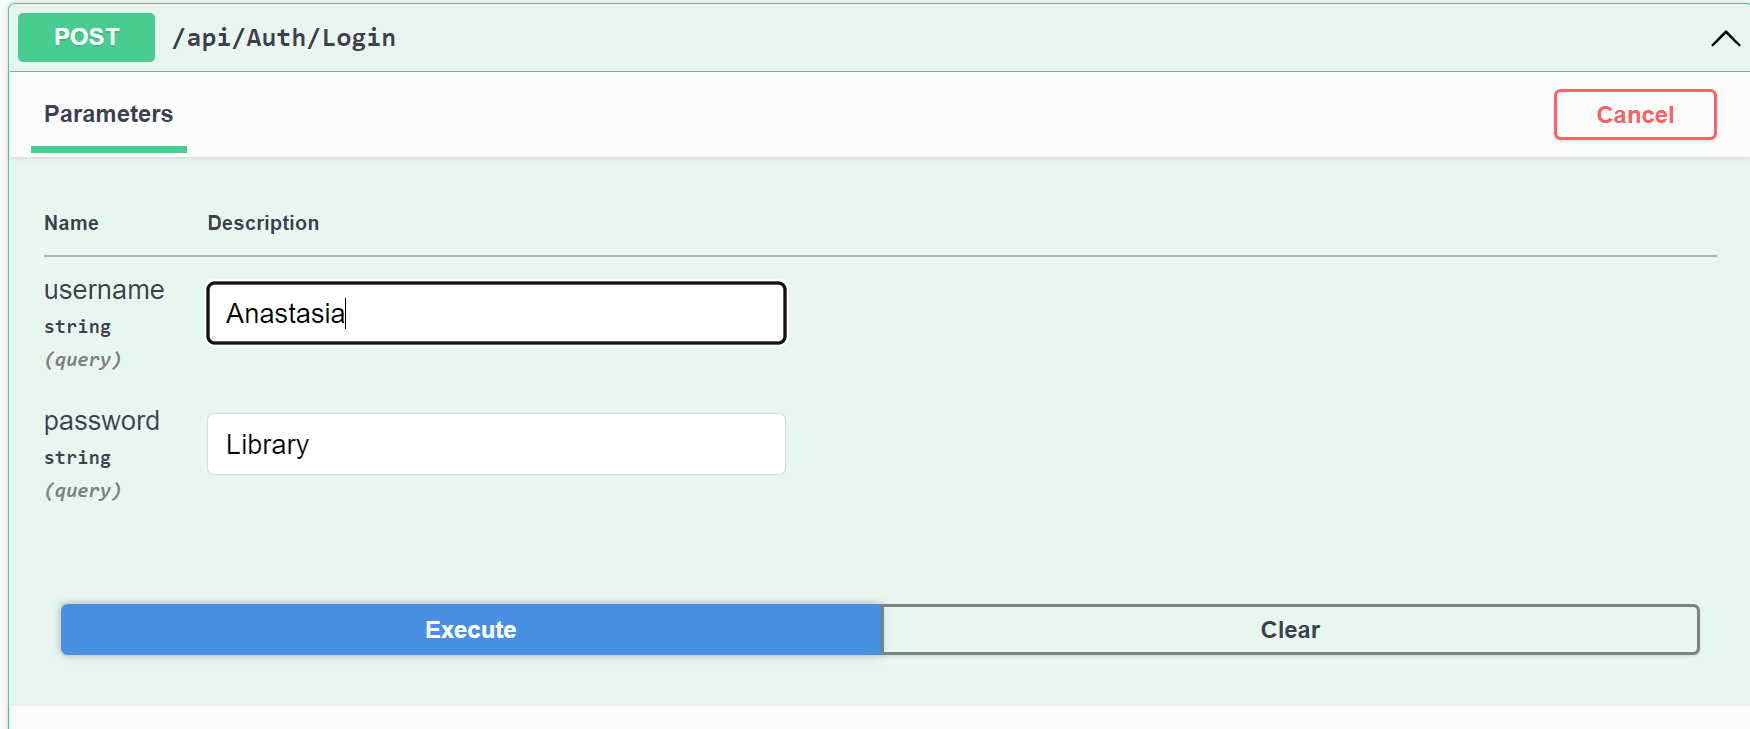 POST /api/Auth/Login
Parameters
Cancel
Name Description
username
string
(query)
Anastasia
password
string
(query)
Library
Execute Clear